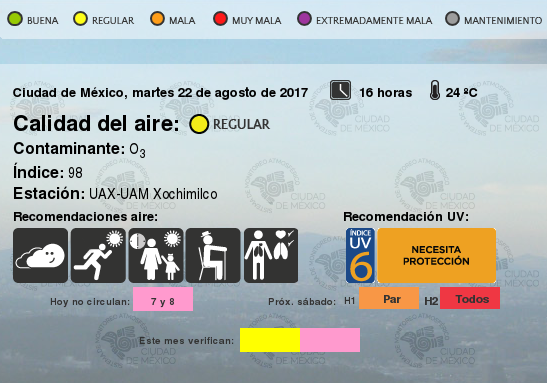 BUENA REGULAR MALA MUY MALA EXTREMADAMENTE MALA MANTENIMIENTO
Ciudad de México, martes 22 de agosto de 2017 16 horas 24 ºC
Calidad del aire: REGULAR
Contaminante: O3
Índice: 98
Estación: UAX-UAM Xochimilco
Recomendaciones aire: Recomendación UV:
ÍNDICE
UV
6
NECESITA
PROTECCIÓN
Hoy no circulan: 7 y 8 Próx. sábado: H1 Par H2 Todos
Este mes verifican: